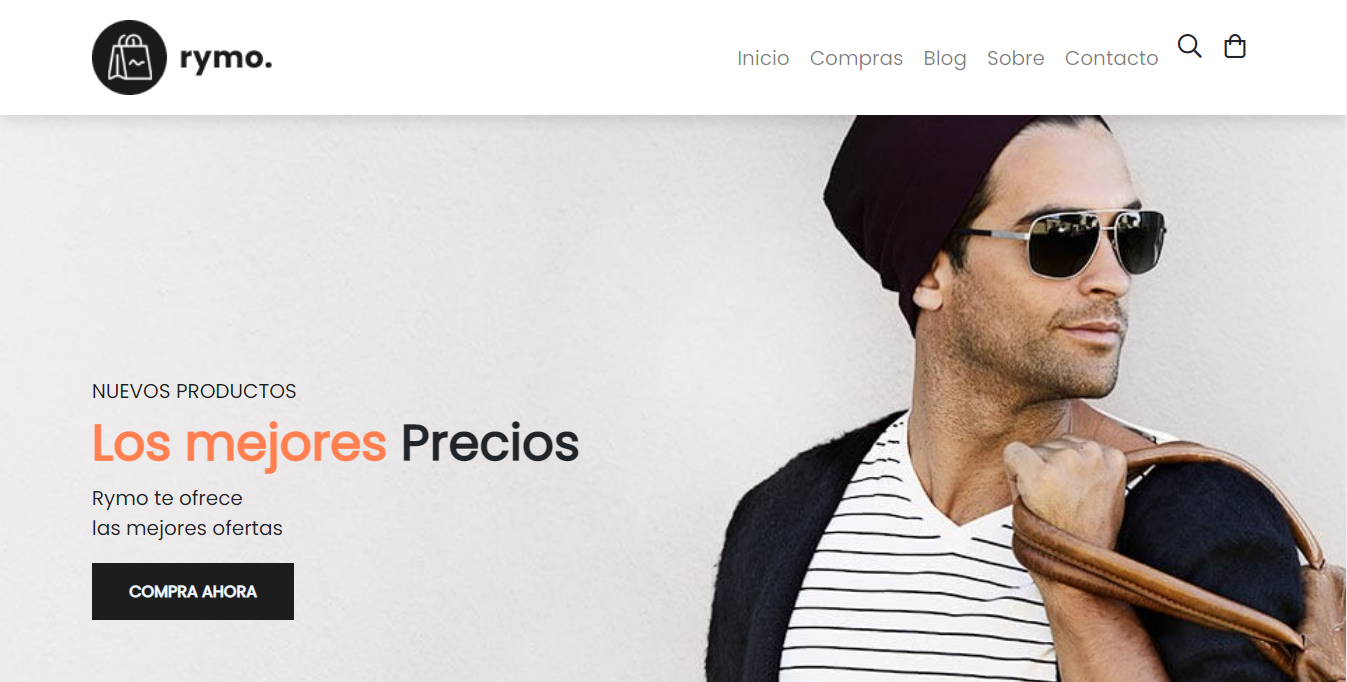 rymo.
Inicio Compras Blog Sobre Contacto
NUEVOS PRODUCTOS
Los mejores Precios
Rymo te ofrece
las mejores ofertas
COMPRA AHORA